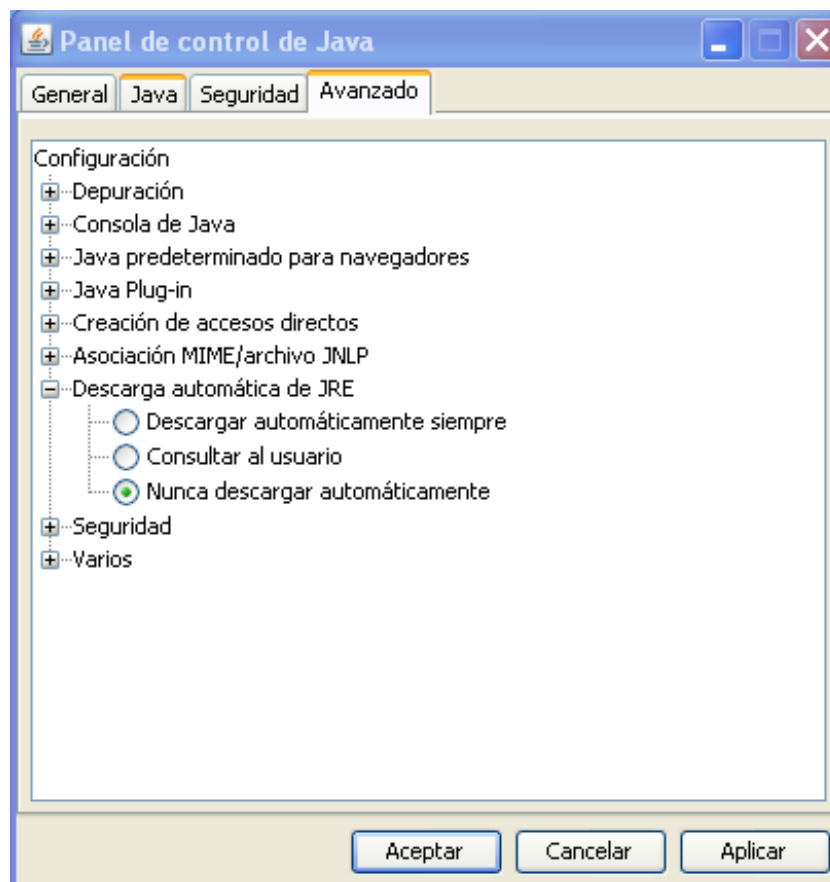 Panel de control de Java
General Java Seguridad Avanzado
Configuración
Depuración
Consola de Java
Java predeterminado para navegadores
Java Plug-in
Creación de accesos directos
Asociación MIME/archivo JNLP
Descarga automática de JRE
Descargar automáticamente siempre
Consultar al usuario
Nunca descargar automáticamente
Seguridad
Varios
Aceptar Cancelar Aplicar